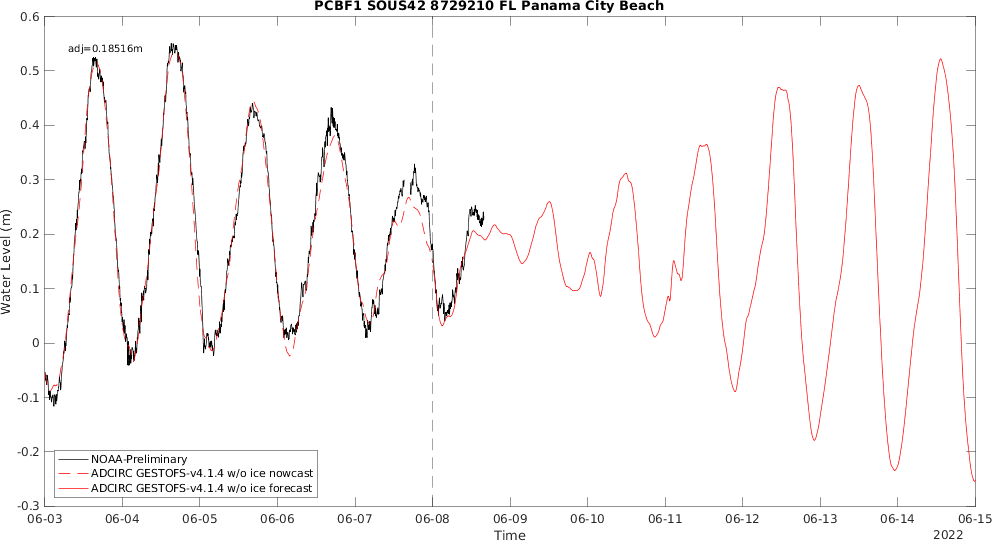 PCBF1 SOUS42 8729210 FL Panama City Beach
adj=0.18516m
0.6
0.5
0.4
0.3
0.2
0.1
0
-0.1
-0.2
-0.3
Water Level (m)
NOAA-Preliminary
ADCIRC GESTOFS-v4.1.4 w/o ice nowcast
ADCIRC GESTOFS-v4.1.4 w/o ice forecast
06-03 06-04 06-05 06-06 06-07 06-08 06-09 06-10 06-11 06-12 06-13 06-14 06-15
Time
2022